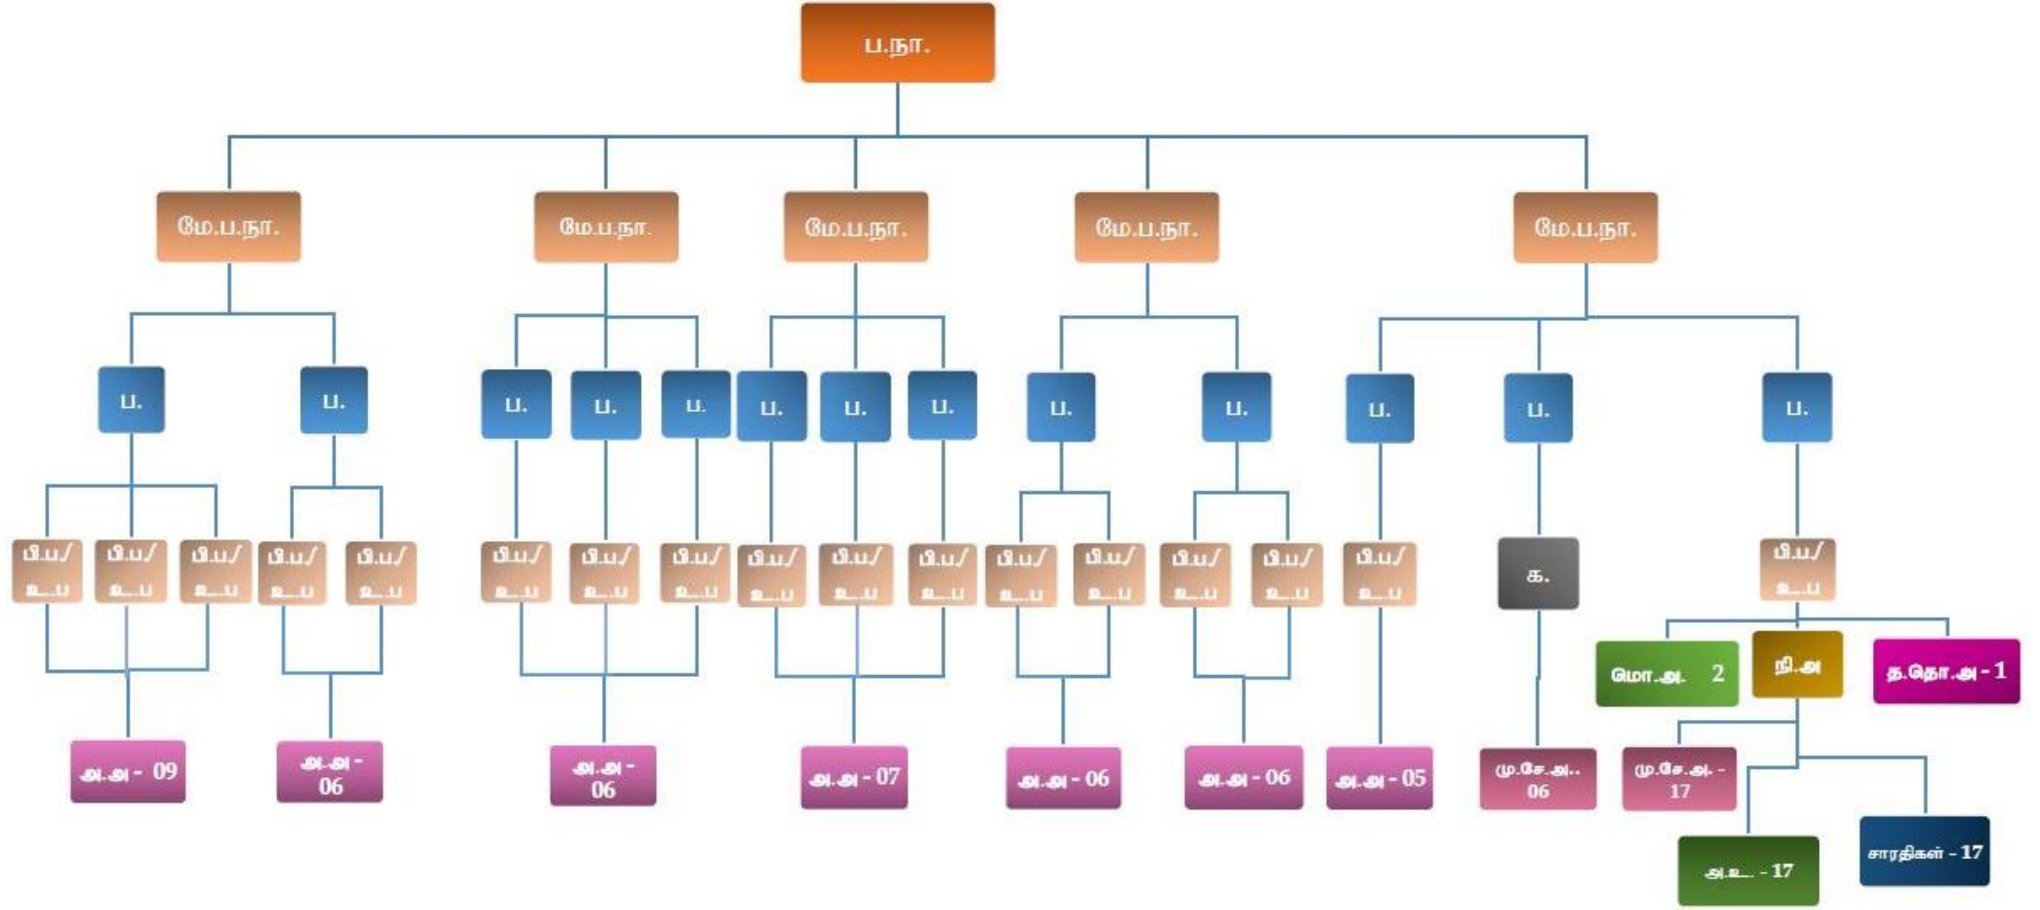 ப.நா.
மே.ப.நா.
மே.ப.நா.
மே.ப.நா.
மே.ப.நா.
மே.ப.நா.
ப.
ப.
ப.
ப.
ப.
ப.
ப.
ப.
ப.
ப.
ப.
ப.
ப.
பி.ப./
உ.ப
பி.ப./
உ.ப
பி.ப./
உ.ப
பி.ப./
உ.ப
பி.ப./
உ.ப
பி.ப./
உ.ப
பி.ப./
உ.ப
பி.ப./
உ.ப
பி.ப./
உ.ப
பி.ப./
உ.ப
பி.ப./
உ.ப
பி.ப./
உ.ப
பி.ப./
உ.ப
பி.ப./
உ.ப
பி.ப./
உ.ப
பி.ப./
உ.ப
க.
பி.ப./
உ.ப
மொ.அ. 2
நி.அ
த.தொ.அ - 1
அ.அ - 09
அ.அ -
06
அ.அ -
06
அ.அ - 07
அ.அ - 06
அ.அ - 06
அ.அ - 05
மு.சே.அ..
06
மு.சே.அ. -
17
அ.உ. - 17
சாரதிகள் - 17